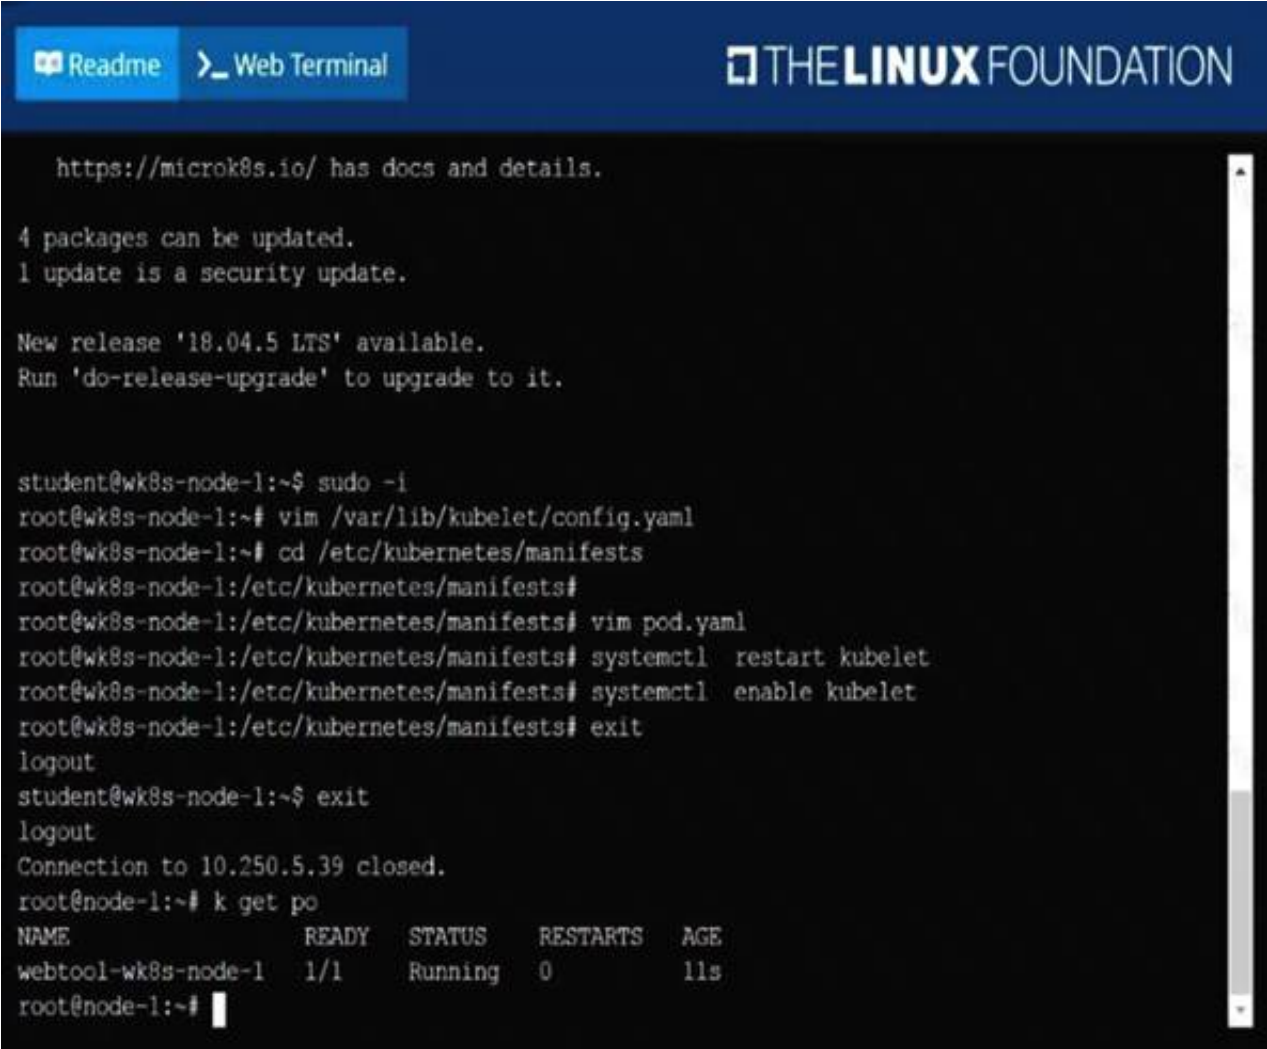 Readme >_ Web Terminal THE LINUX FOUNDATION
https://microk8s.io/ has docs and details.
4 packages can be updated.
1 update is a security update.
New release '18.04.5 LTS' available.
Run 'do-release-upgrade' to upgrade to it.
student@wk8s-node-1:~$ sudo -i
root@wk8s-node-1:~# vim /var/lib/kubelet/config.yaml
root@wk8s-node-1:~# cd /etc/kubernetes/manifests
root@wk8s-node-1:/etc/kubernetes/manifests#
root@wk8s-node-1:/etc/kubernetes/manifests# vim pod.yaml
root@wk8s-node-1:/etc/kubernetes/manifests# systemctl  restart kubelet
root@wk8s-node-1:/etc/kubernetes/manifests# systemctl  enable kubelet
root@wk8s-node-1:/etc/kubernetes/manifests# exit
logout
student@wk8s-node-1:~$ exit
logout
Connection to 10.250.5.39 closed.
root@node-1:~# k get po
NAME                  READY   STATUS    RESTARTS   AGE
webtool-wk8s-node-1   1/1     Running   0          11s
root@node-1:~#